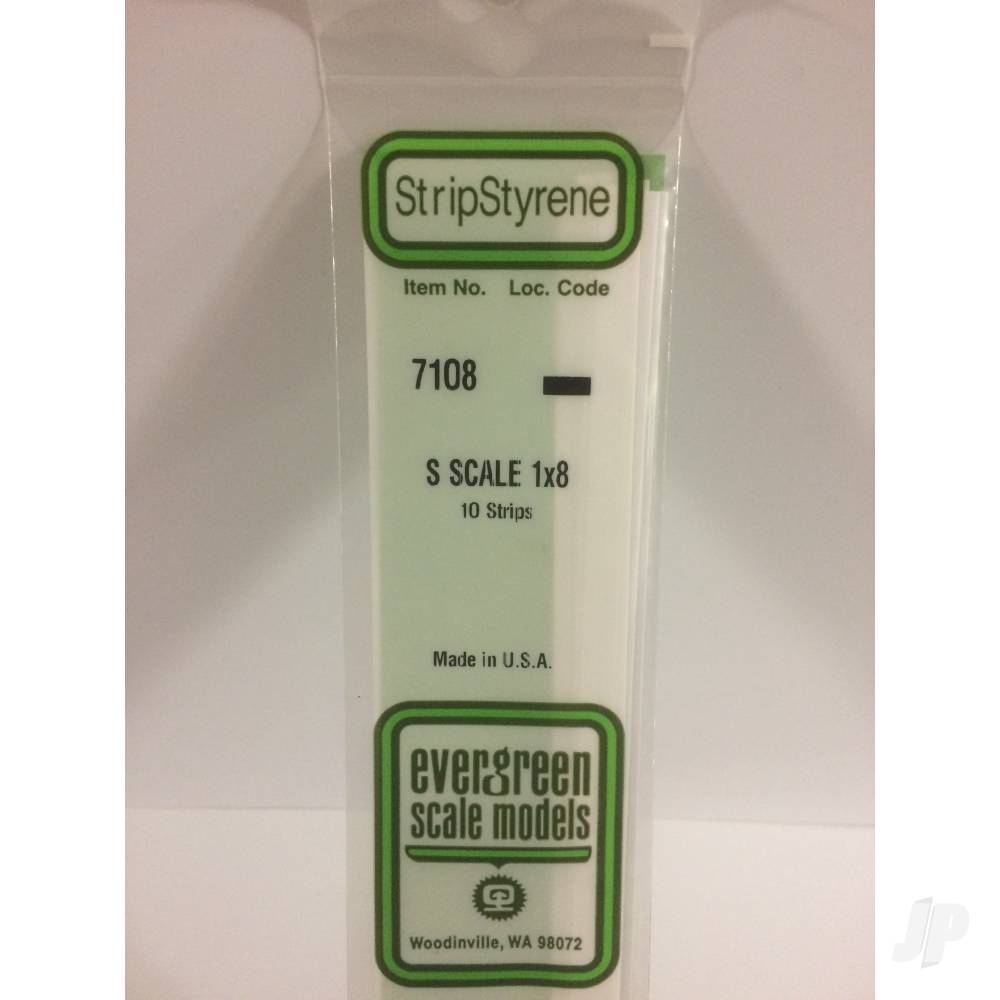 StripStyrene
Item No. Loc. Code
7108
S SCALE 1x8
10 Strips
Made in U.S.A.
evergreen
scale models
Woodinville, WA 98072
JP